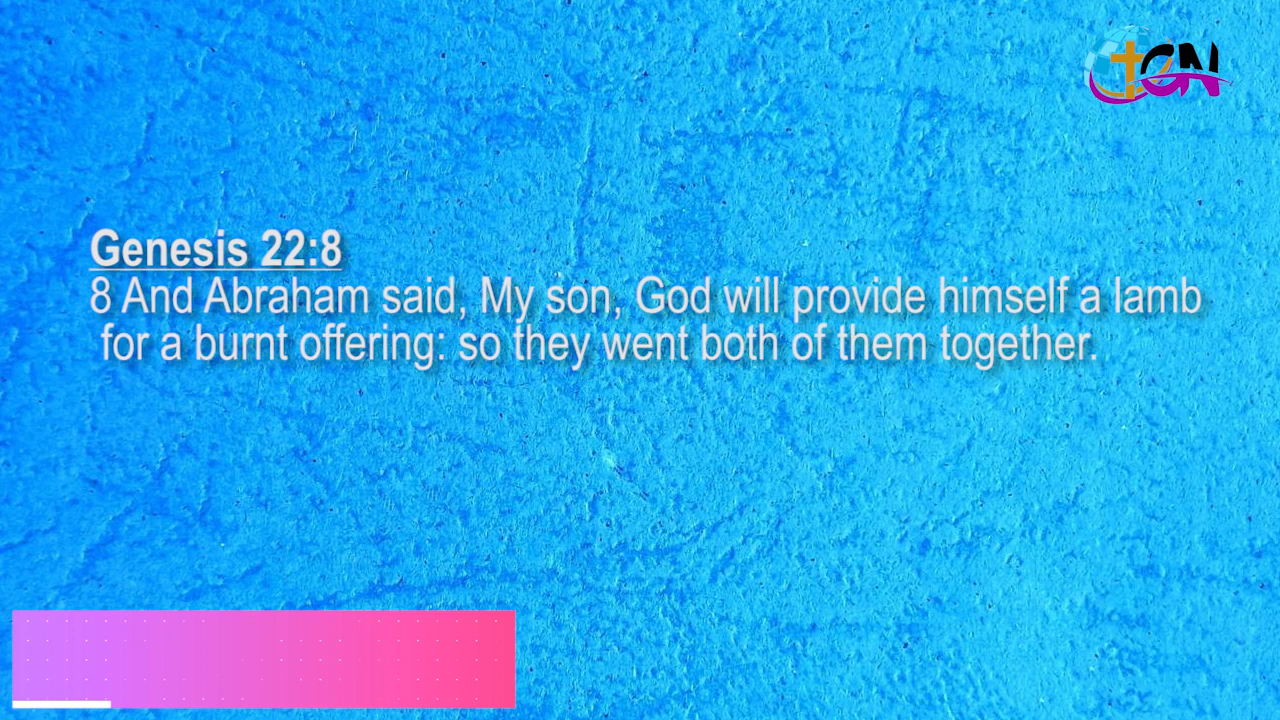 GN
Genesis 22:8
8 And Abraham said, My son, God will provide himself a lamb
for a burnt offering: so they went both of them together.